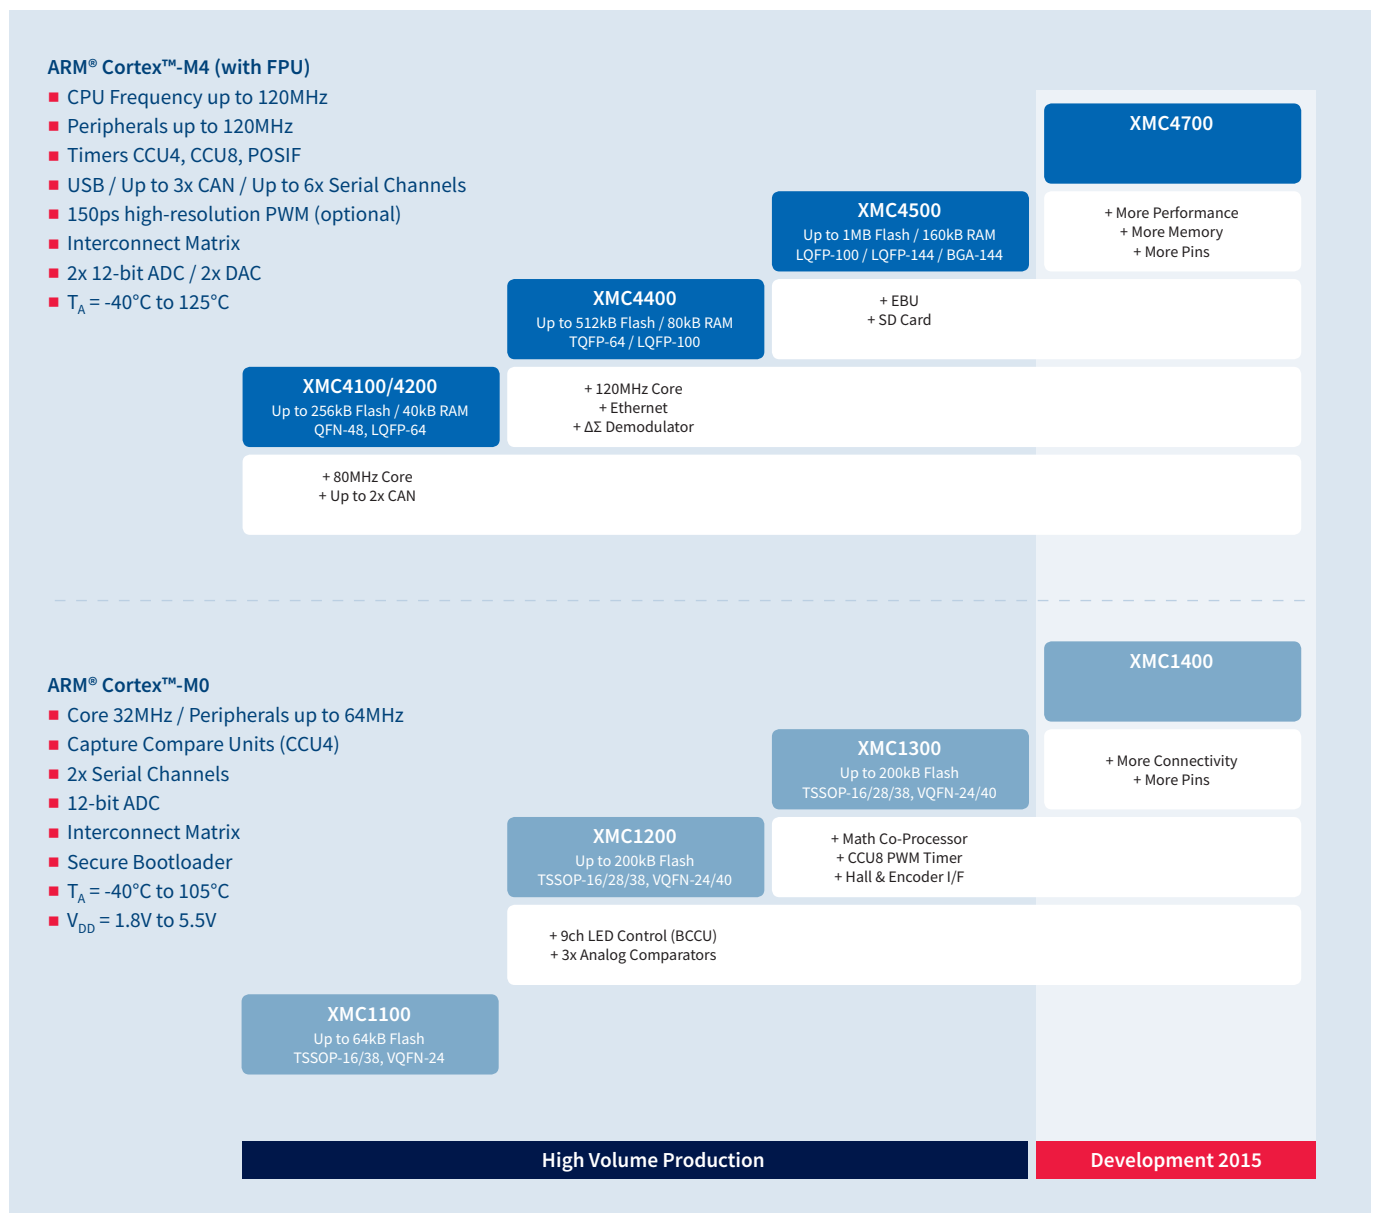 ARM® Cortex™-M4 (with FPU)
CPU Frequency up to 120MHz
Peripherals up to 120MHz
Timers CCU4, CCU8, POSIF
USB / Up to 3x CAN / Up to 6x Serial Channels
150ps high-resolution PWM (optional)
Interconnect Matrix
2x 12-bit ADC / 2x DAC
TA = -40°C to 125°C
XMC4700
+ More Performance
+ More Memory
+ More Pins
XMC4500
Up to 1MB Flash / 160kB RAM
LQFP-100 / LQFP-144 / BGA-144
+ EBU
+ SD Card
XMC4400
Up to 512kB Flash / 80kB RAM
TQFP-64 / LQFP-100
+ 120MHz Core
+ Ethernet
+ ΔΣ Demodulator
XMC4100/4200
Up to 256kB Flash / 40kB RAM
QFN-48, LQFP-64
+ 80MHz Core
+ Up to 2x CAN
ARM® Cortex™-M0
Core 32MHz / Peripherals up to 64MHz
Capture Compare Units (CCU4)
2x Serial Channels
12-bit ADC
Interconnect Matrix
Secure Bootloader
TA = -40°C to 105°C
VDD = 1.8V to 5.5V
XMC1400
+ More Connectivity
+ More Pins
XMC1300
Up to 200kB Flash
TSSOP-16/28/38, VQFN-24/40
+ Math Co-Processor
+ CCU8 PWM Timer
+ Hall & Encoder I/F
XMC1200
Up to 200kB Flash
TSSOP-16/28/38, VQFN-24/40
+ 9ch LED Control (BCCU)
+ 3x Analog Comparators
XMC1100
Up to 64kB Flash
TSSOP-16/38, VQFN-24
High Volume Production
Development 2015